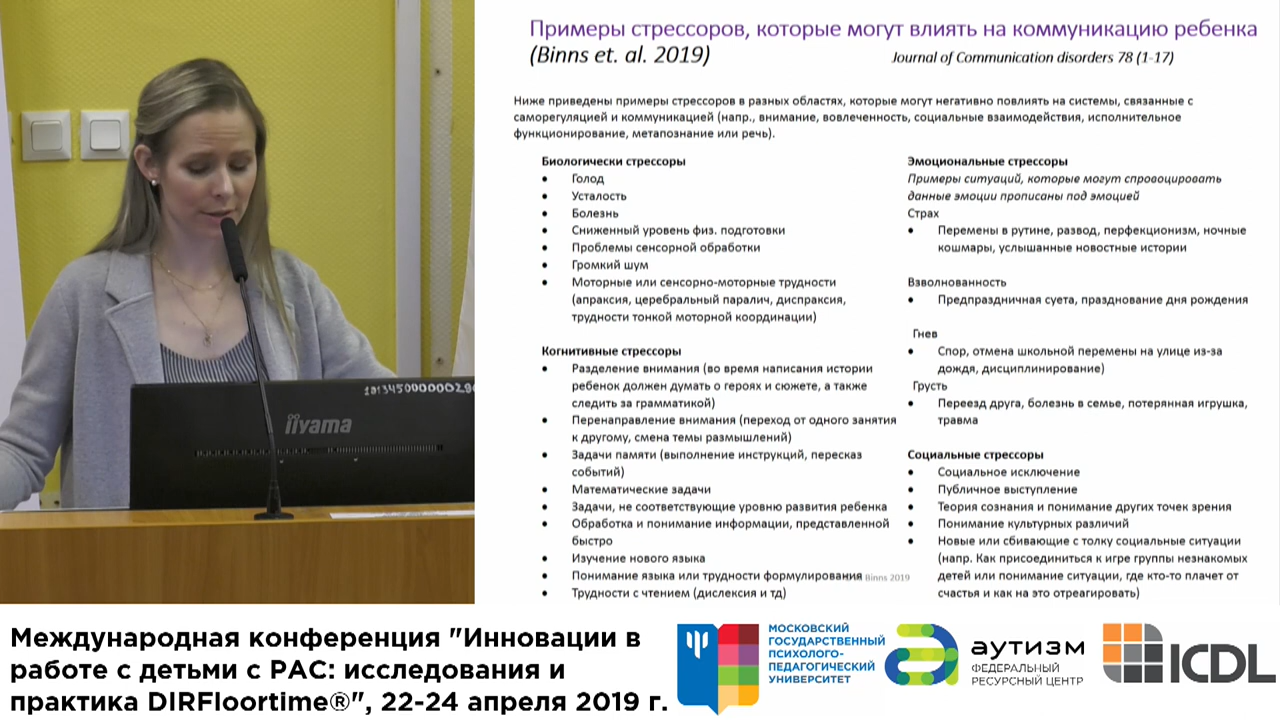 Примеры стрессоров, которые могут влиять на коммуникацию ребенка
(Binns et. al. 2019)
Journal of Communication disorders 78 (1-17)
Ниже приведены примеры стрессоров в разных областях, которые могут негативно повлиять на системы, связанные с
саморегуляцией и коммуникацией (напр., внимание, вовлеченность, социальные взаимодействия, исполнительное
функционирование, метапознание или речь).
Биологически стрессоры
• Голод
• Усталость
• Болезнь
• Сниженный уровень физ. подготовки
• Проблемы сенсорной обработки
• Громкий шум
• Моторные или сенсорно-моторные трудности
(апраксия, церебральный паралич, диспраксия,
трудности тонкой моторной координации)
Когнитивные стрессоры
• Разделение внимания (во время написания истории
ребенок должен думать о героях и сюжете, а также
следить за грамматикой)
• Перенаправление внимания (переход от одного занятия
к другому, смена темы размышлений)
• Задачи памяти (выполнение инструкций, пересказ
событий)
• Математические задачи
• Задачи, не соответствующие уровню развития ребенка
• Обработка и понимание информации, представленной
быстро
• Изучение нового языка
• Понимание языка или трудности формулирования
• Трудности с чтением (дислексия и тд)
Binns 2019
Эмоциональные стрессоры
Примеры ситуаций, которые могут спровоцировать
данные эмоции прописаны под эмоцией
Страх
• Перемены в рутине, развод, перфекционизм, ночные
кошмары, услышанные новостные истории
Взволнованность
• Предпраздничная суета, празднование дня рождения
Гнев
• Спор, отмена школьной перемены на улице из-за
дождя, дисциплинирование)
Грусть
• Переезд друга, болезнь в семье, потерянная игрушка,
травма
Социальные стрессоры
• Социальное исключение
• Публичное выступление
• Теория сознания и понимание других точек зрения
• Понимание культурных различий
• Новые или сбивающие с толку социальные ситуации
(напр. Как присоединиться к игре группы незнакомых
детей или понимание ситуации, где кто-то плачет от
счастья и как на это отреагировать)
iiyama
Международная конференция "Инновации в
работе с детьми с РАС: исследования и
практика DIRFloortime®", 22-24 апреля 2019 г.
МОСКОВСКИЙ
ГОСУДАРСТВЕННЫЙ
ПСИХОЛОГО-
ПЕДАГОГИЧЕСКИЙ
УНИВЕРСИТЕТ
аутизм
ФЕДЕРАЛЬНЫЙ
РЕСУРСНЫЙ ЦЕНТР
ICDL